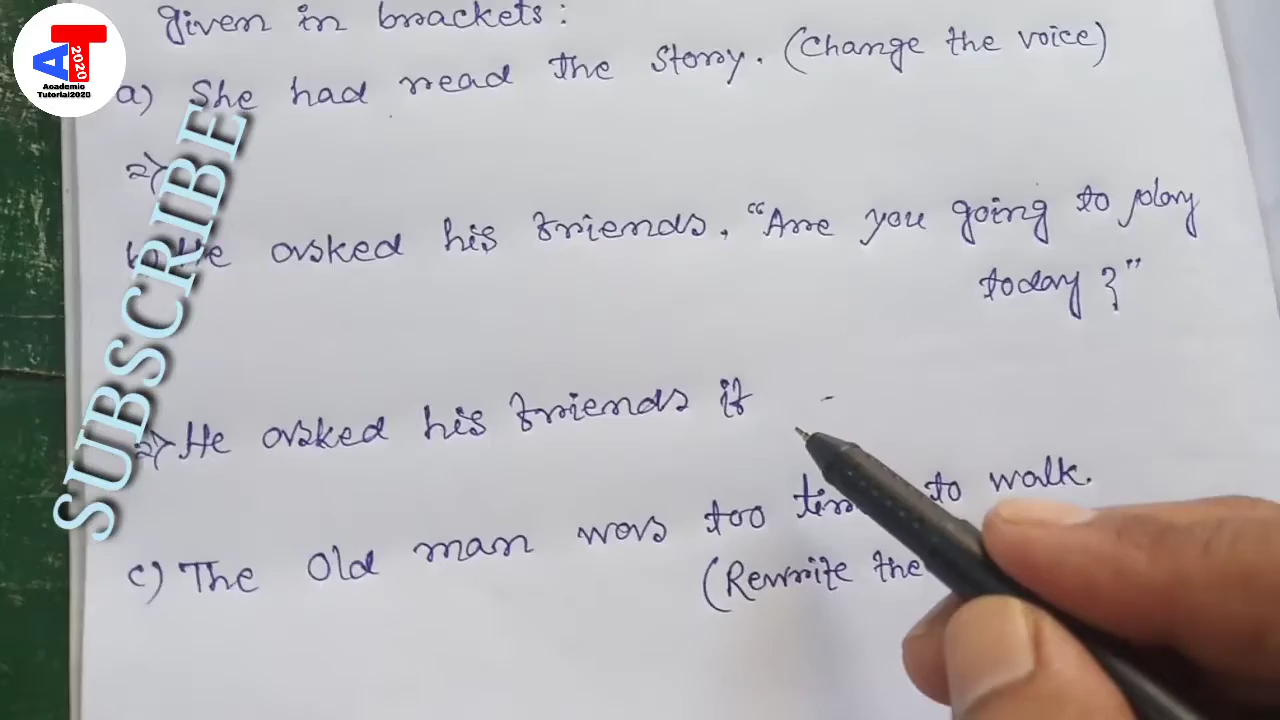 given in brackets:
AT
2020
Academic
Tutorial2020
a) She had read the story. (Change the voice)
SUBSCRIBE
He asked his friends, "Are you going to play
today?"
He asked his friends if
c) The old man was too to walk.
(Rewrite the